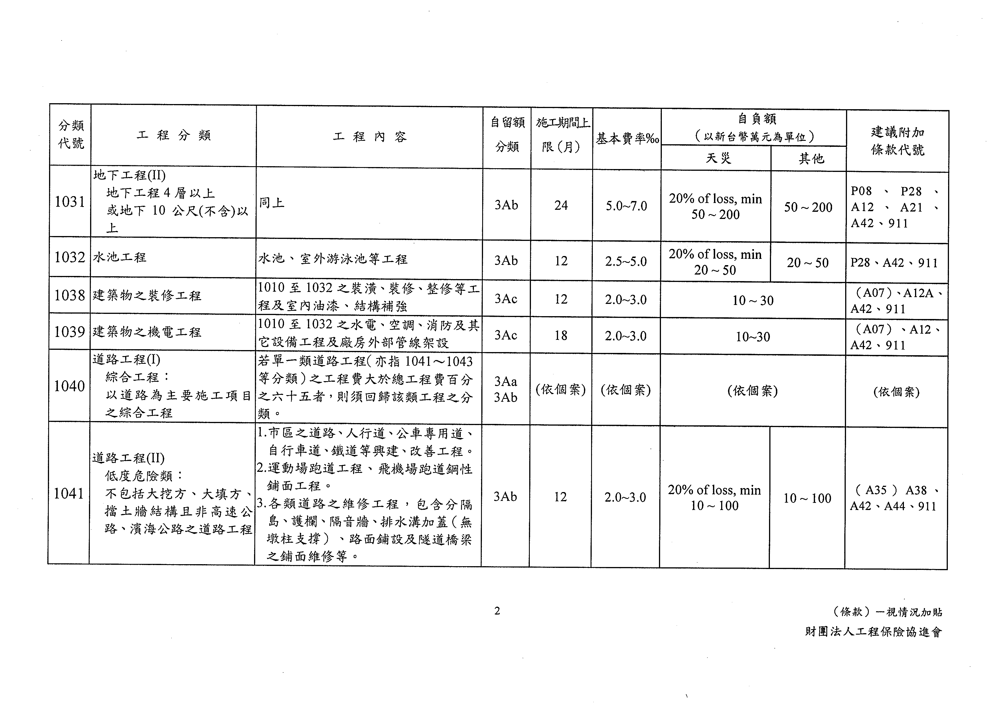 分類
代號
工程分類
工程內容
自留額
分類
施工期間上
限(月)
基本費率‰
自負額
(以新台幣萬元為單位)
天災
其他
建議附加
條款代號
1031
地下工程(II)
地下工程4層以上
或地下 10 公尺(不含)以
上
同上
3Ab
24
5.0~7.0
20% of loss, min
50～200
50～200
P08、P28、
A12、A21、
A42、911
1032
水池工程
水池、室外游泳池等工程
3Ab
12
2.5~5.0
20% of loss, min
20～50
20～50
P28、A42、911
1038
建築物之裝修工程
1010 至 1032 之裝潢、裝修、整修等工
程及室內油漆、結構補強
3Ac
12
2.0~3.0
10～30
（A07）、A12A、
A42、911
1039
建築物之機電工程
1010 至 1032 之水電、空調、消防及其
它設備工程及廠房外部管線架設
3Ac
18
2.0~3.0
10~30
（A07）、A12、
A42、911
1040
道路工程(I)
綜合工程：
以道路為主要施工項目
之綜合工程
若單一類道路工程(亦指 1041～1043
等分類)之工程費大於總工程費百分
之六十五者，則須回歸該類工程之分
類。
3Aa
3Ab
(依個案)
(依個案)
(依個案)
(依個案)
1041
道路工程(II)
低度危險類：
不包括大挖方、大填方、
擋土牆結構且非高速公
路、濱海公路之道路工程
1.市區之道路、人行道、公車專用道、
自行車道、鐵道等興建、改善工程。
2.運動場跑道工程、飛機場跑道鋼性
鋪面工程。
3.各類道路之維修工程，包含分隔
島、護欄、隔音牆、排水溝加蓋（無
墩柱支撐）、路面鋪設及隧道橋梁
之鋪面維修等。
3Ab
12
2.0~3.0
20% of loss, min
10～100
10～100
（A35）A38、
A42、A44、911
2
（條款）－視情況加貼
財團法人工程保險協進會